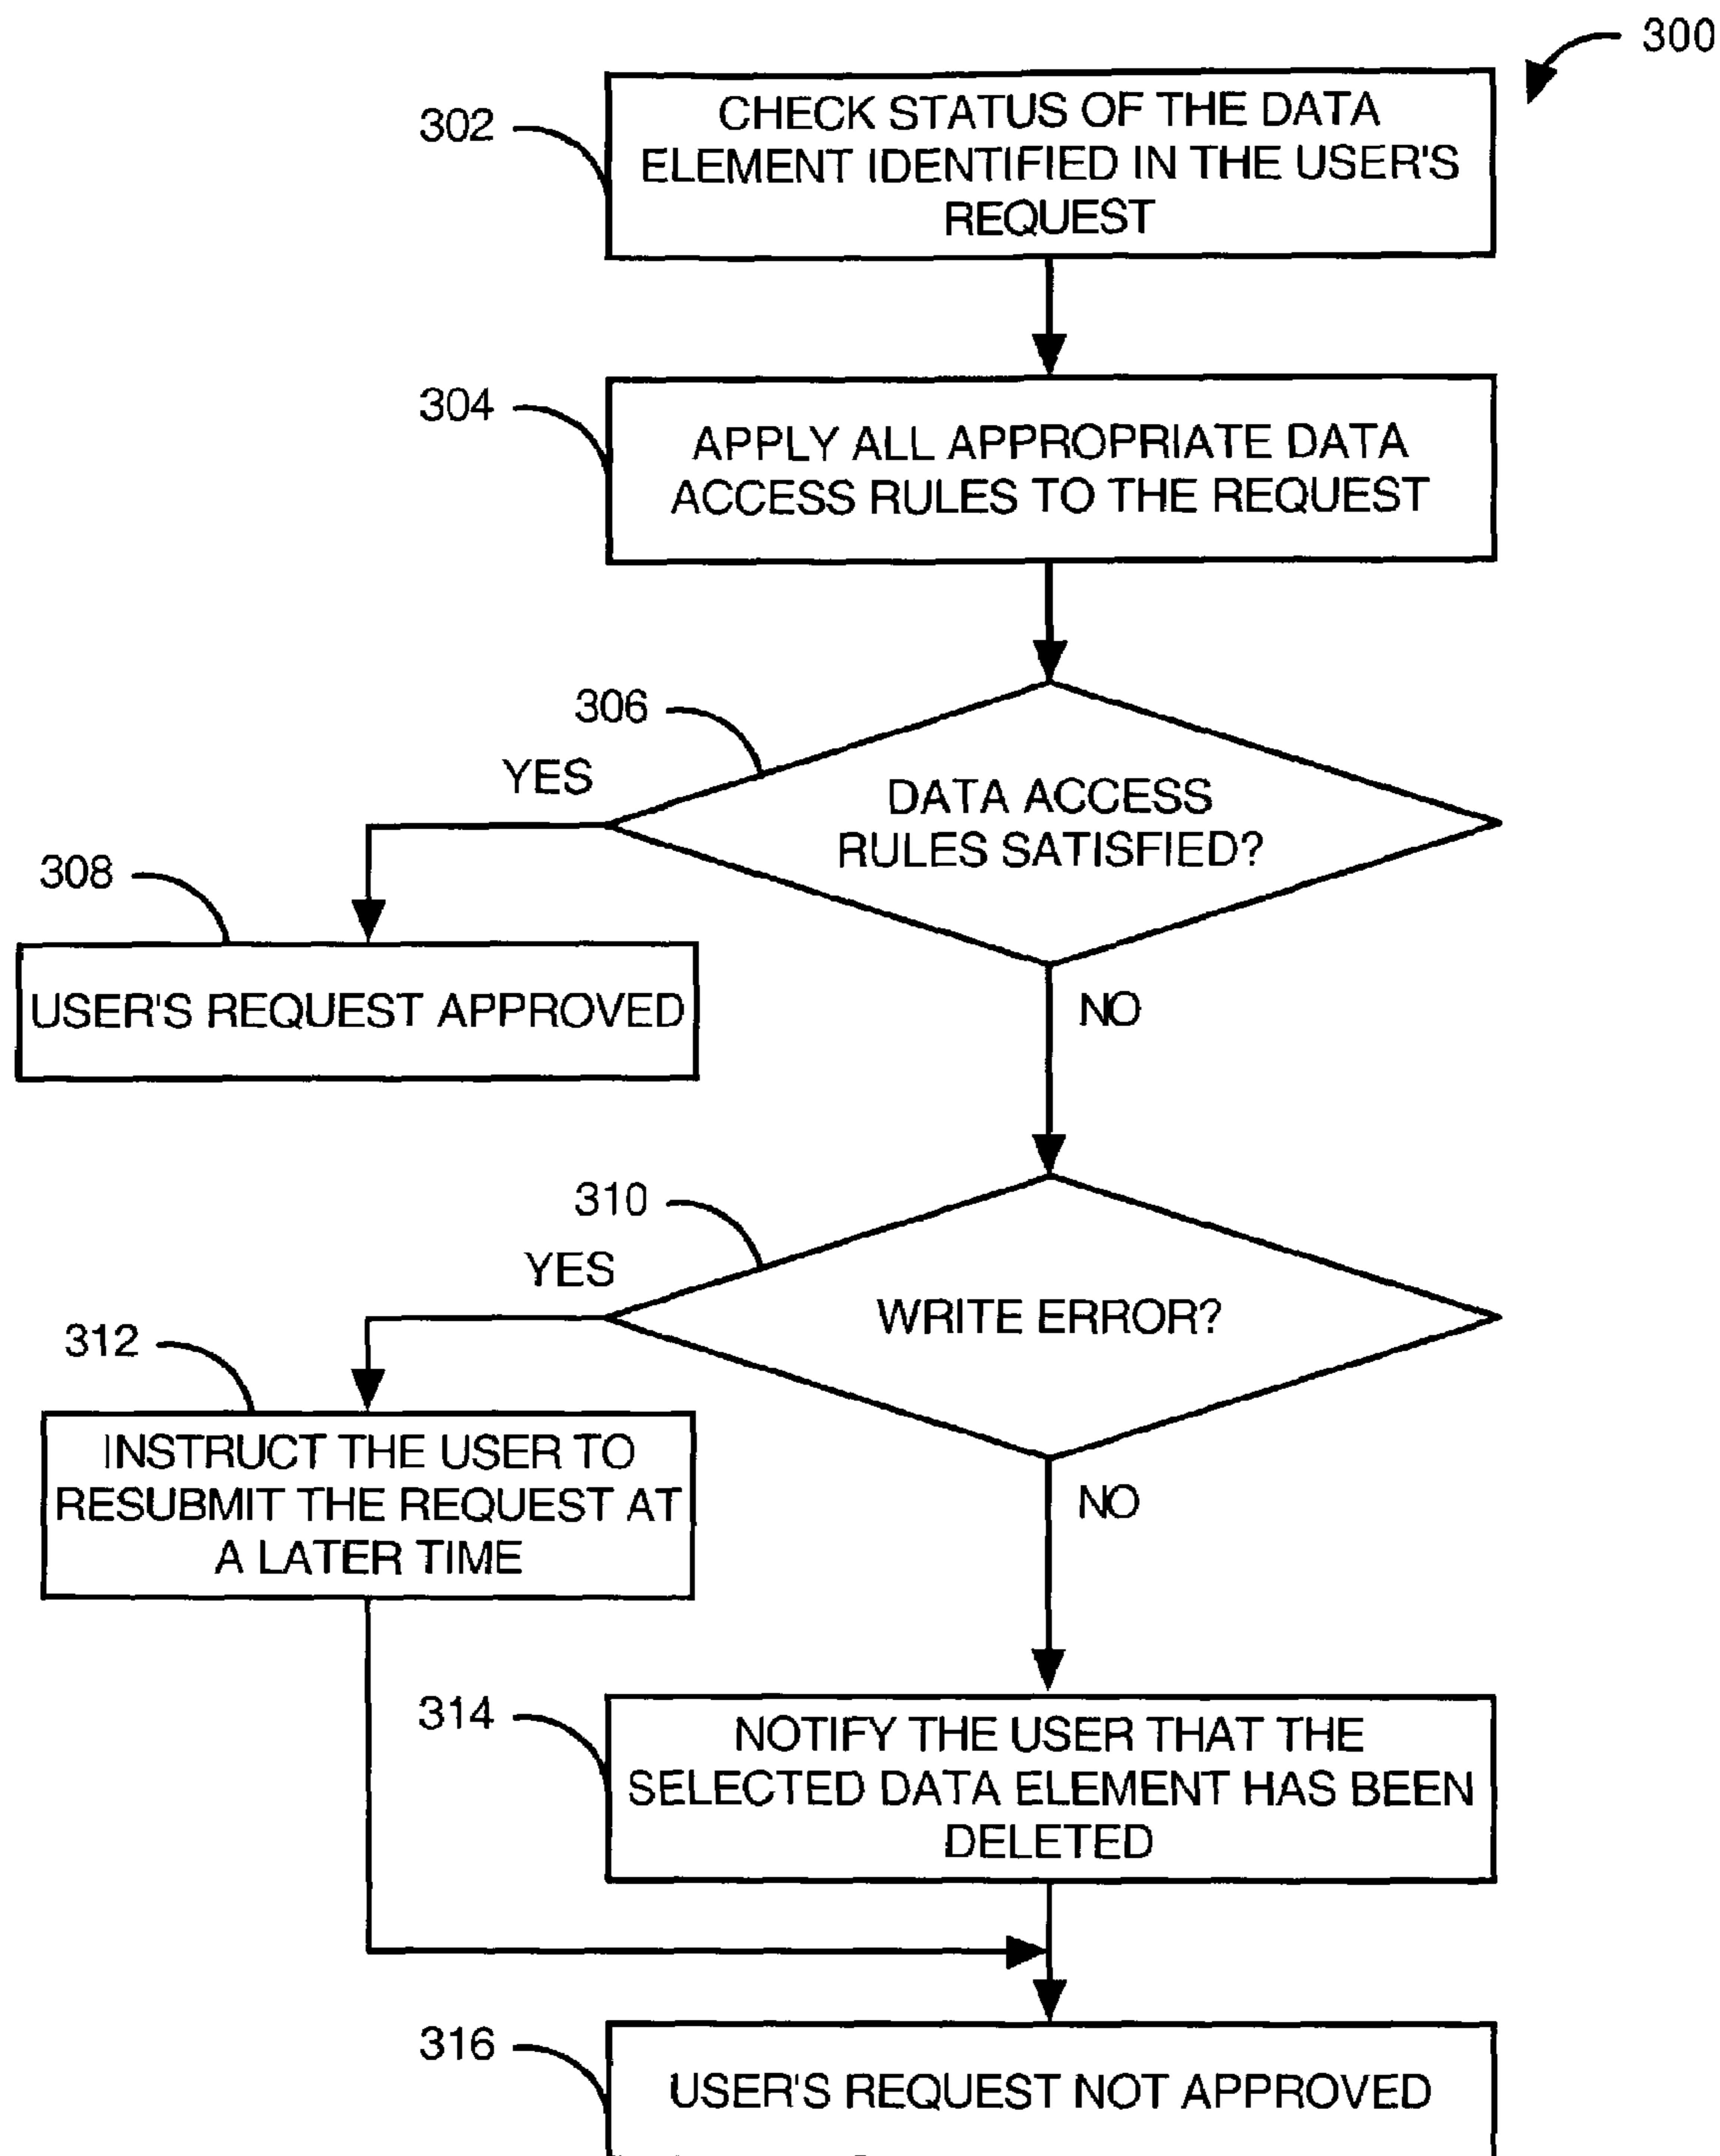 300
302
CHECK STATUS OF THE DATA
ELEMENT IDENTIFIED IN THE USER'S
REQUEST
304
APPLY ALL APPROPRIATE DATA
ACCESS RULES TO THE REQUEST
306
YES
DATA ACCESS
RULES SATISFIED?
308
USER'S REQUEST APPROVED
NO
310
YES
WRITE ERROR?
312
INSTRUCT THE USER TO
RESUBMIT THE REQUEST AT
A LATER TIME
NO
314
NOTIFY THE USER THAT THE
SELECTED DATA ELEMENT HAS BEEN
DELETED
316
USER'S REQUEST NOT APPROVED